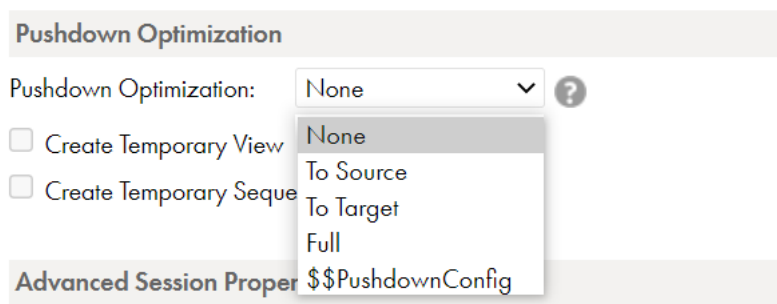 Pushdown Optimization
Pushdown Optimization: None ?
None
Create Temporary View
To Source
Create Temporary Seque
To Target
Full
$$PushdownConfig
Advanced Session Proper